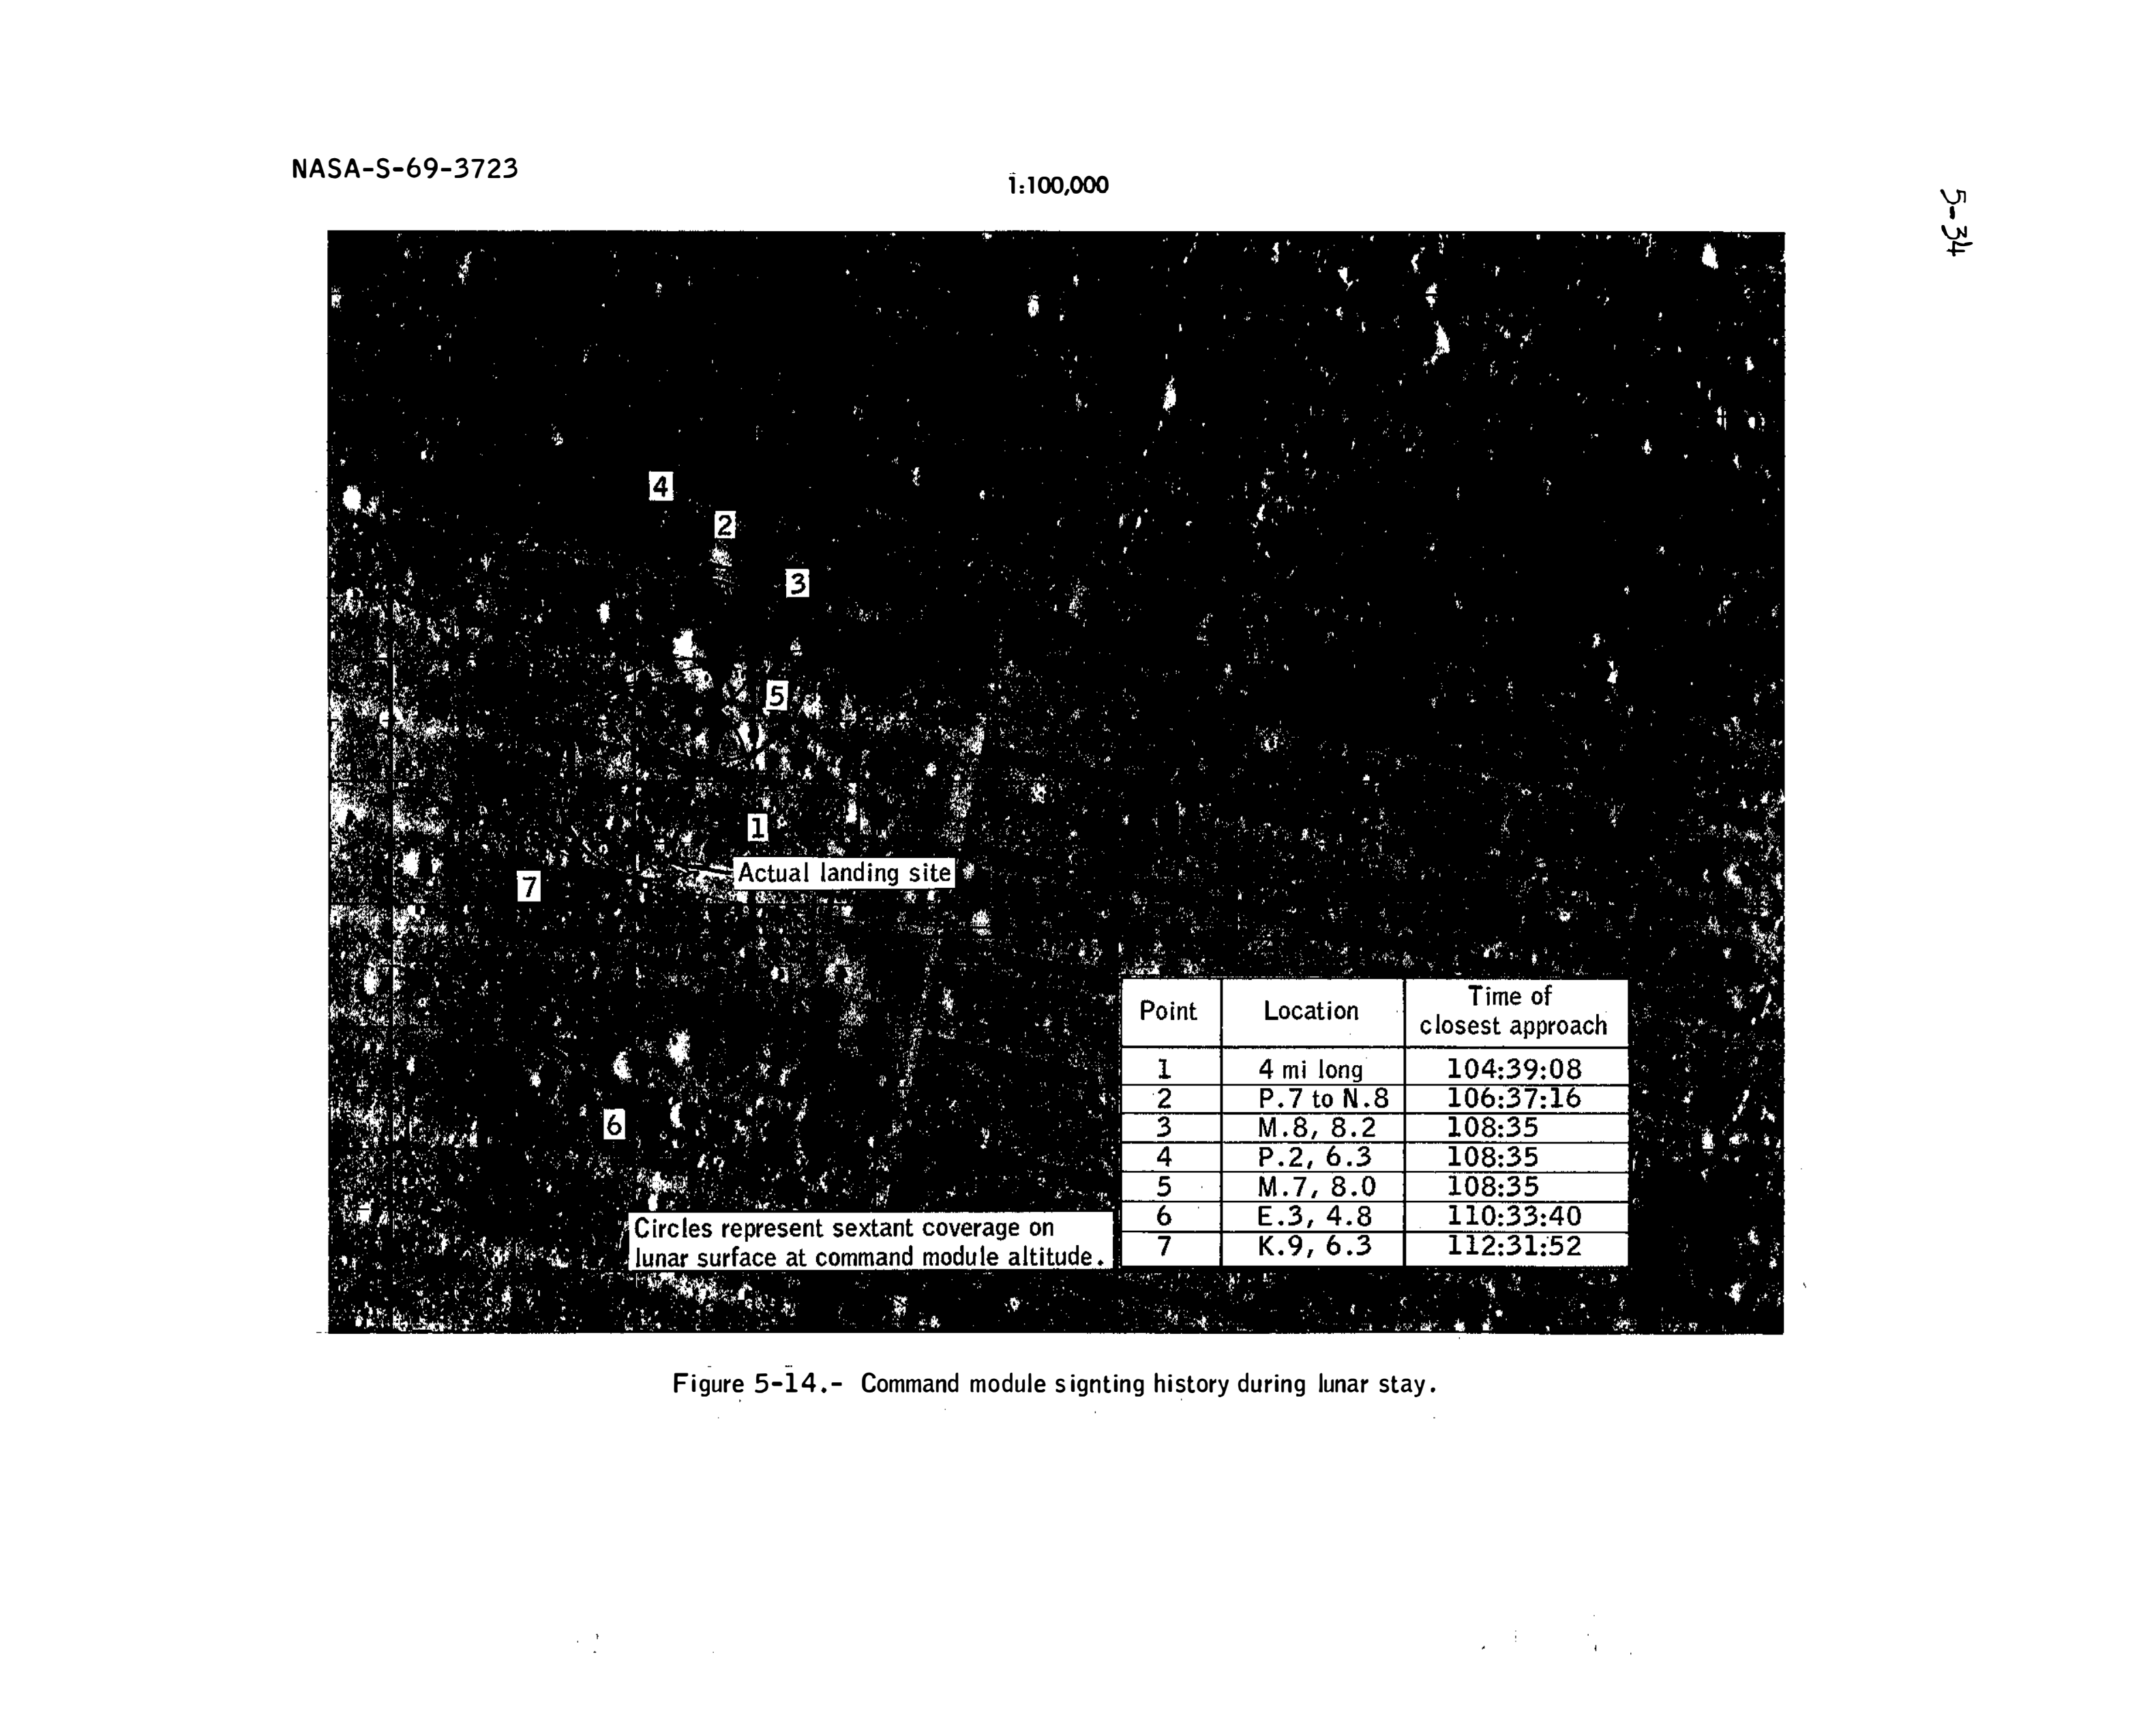 NASA-S-69-3723
1:100,000
5-34
4
2
3
5
1
Actual landing site
7
6
Point Location Time of closest approach
1 4 mi long 104:39:08
2 P.7 to N.8 106:37:16
3 M.8, 8.2 108:35
4 P.2, 6.3 108:35
5 M.7, 8.0 108:35
6 E.3, 4.8 110:33:40
7 K.9, 6.3 112:31:52
Circles represent sextant coverage on
lunar surface at command module altitude.
Figure 5-14.- Command module signting history during lunar stay.